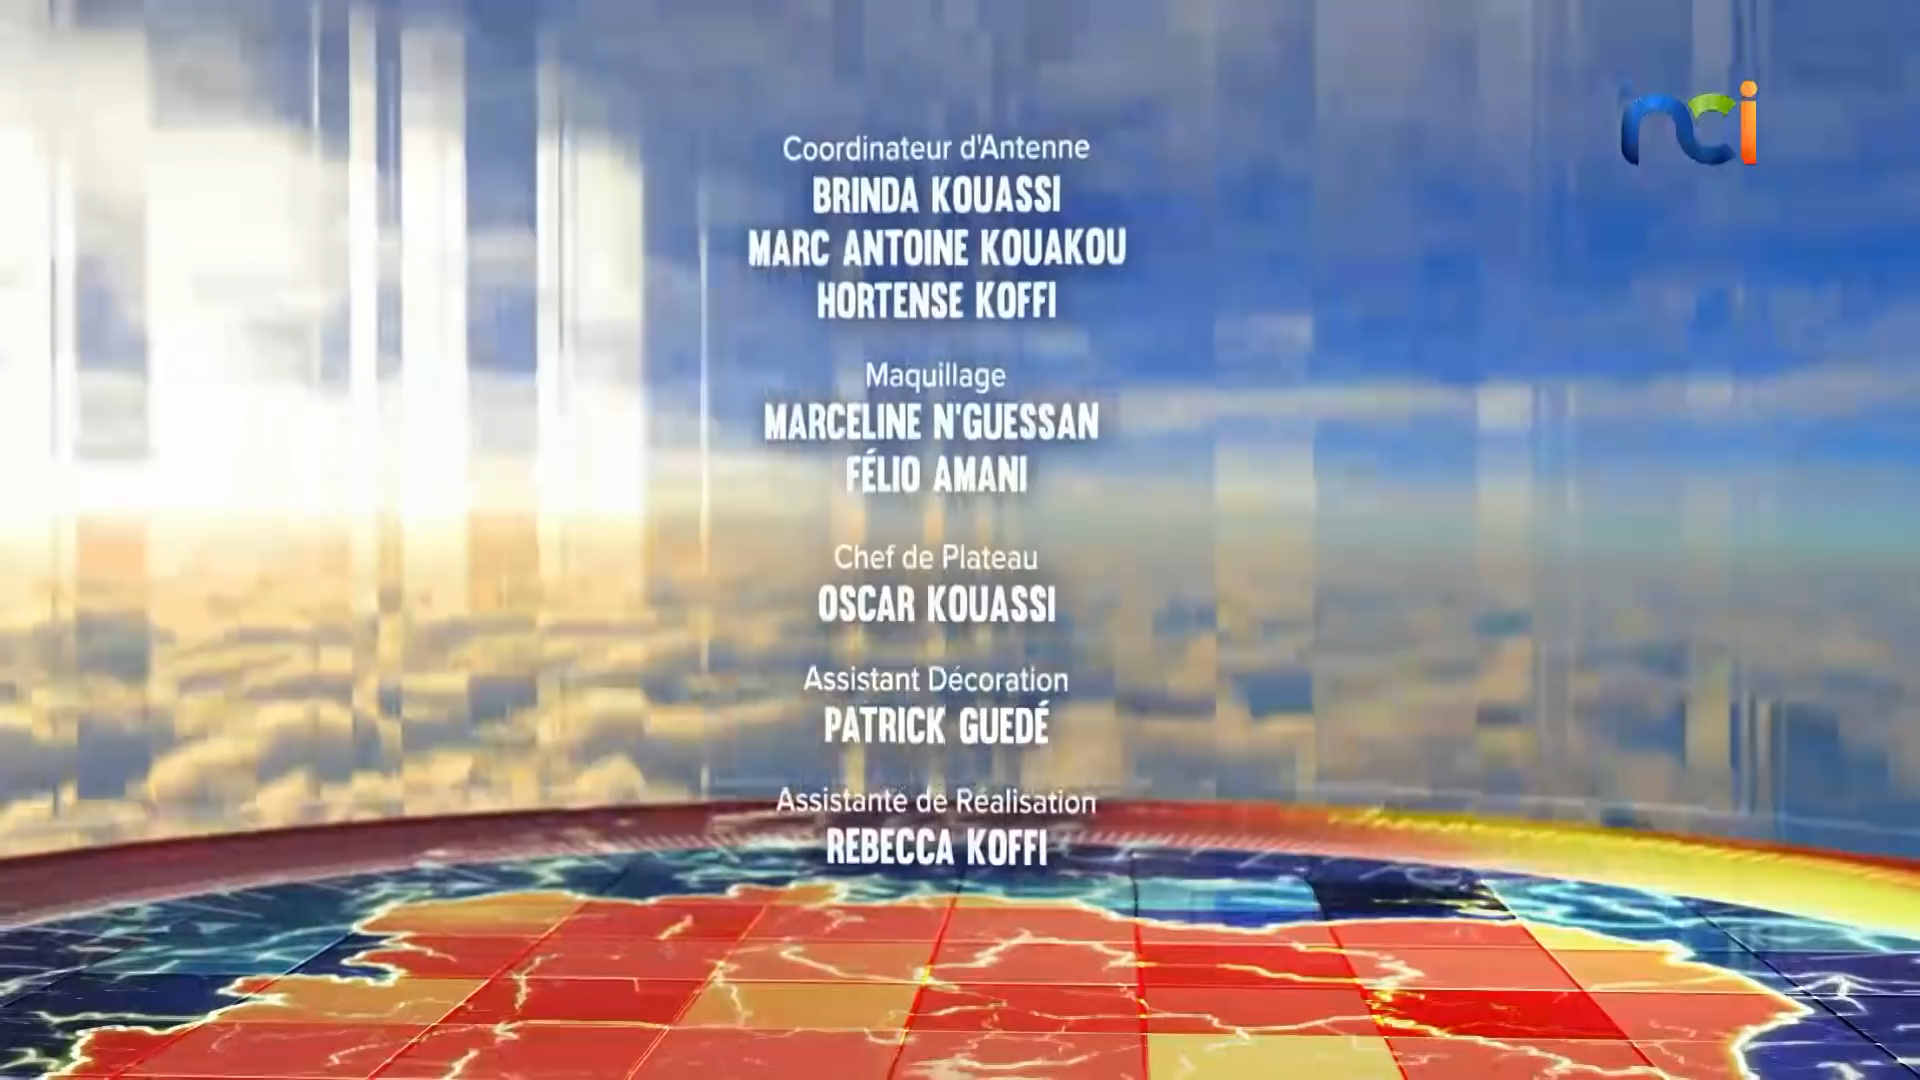 nci
Coordinateur d'Antenne
BRINDA KOUASSI
MARC ANTOINE KOUAKOU
HORTENSE KOFFI
Maquillage
MARCELINE N'GUESSAN
FÉLIO AMANI
Chef de Plateau
OSCAR KOUASSI
Assistant Décoration
PATRICK GUEDÉ
Assistante de Réalisation
REBECCA KOFFI